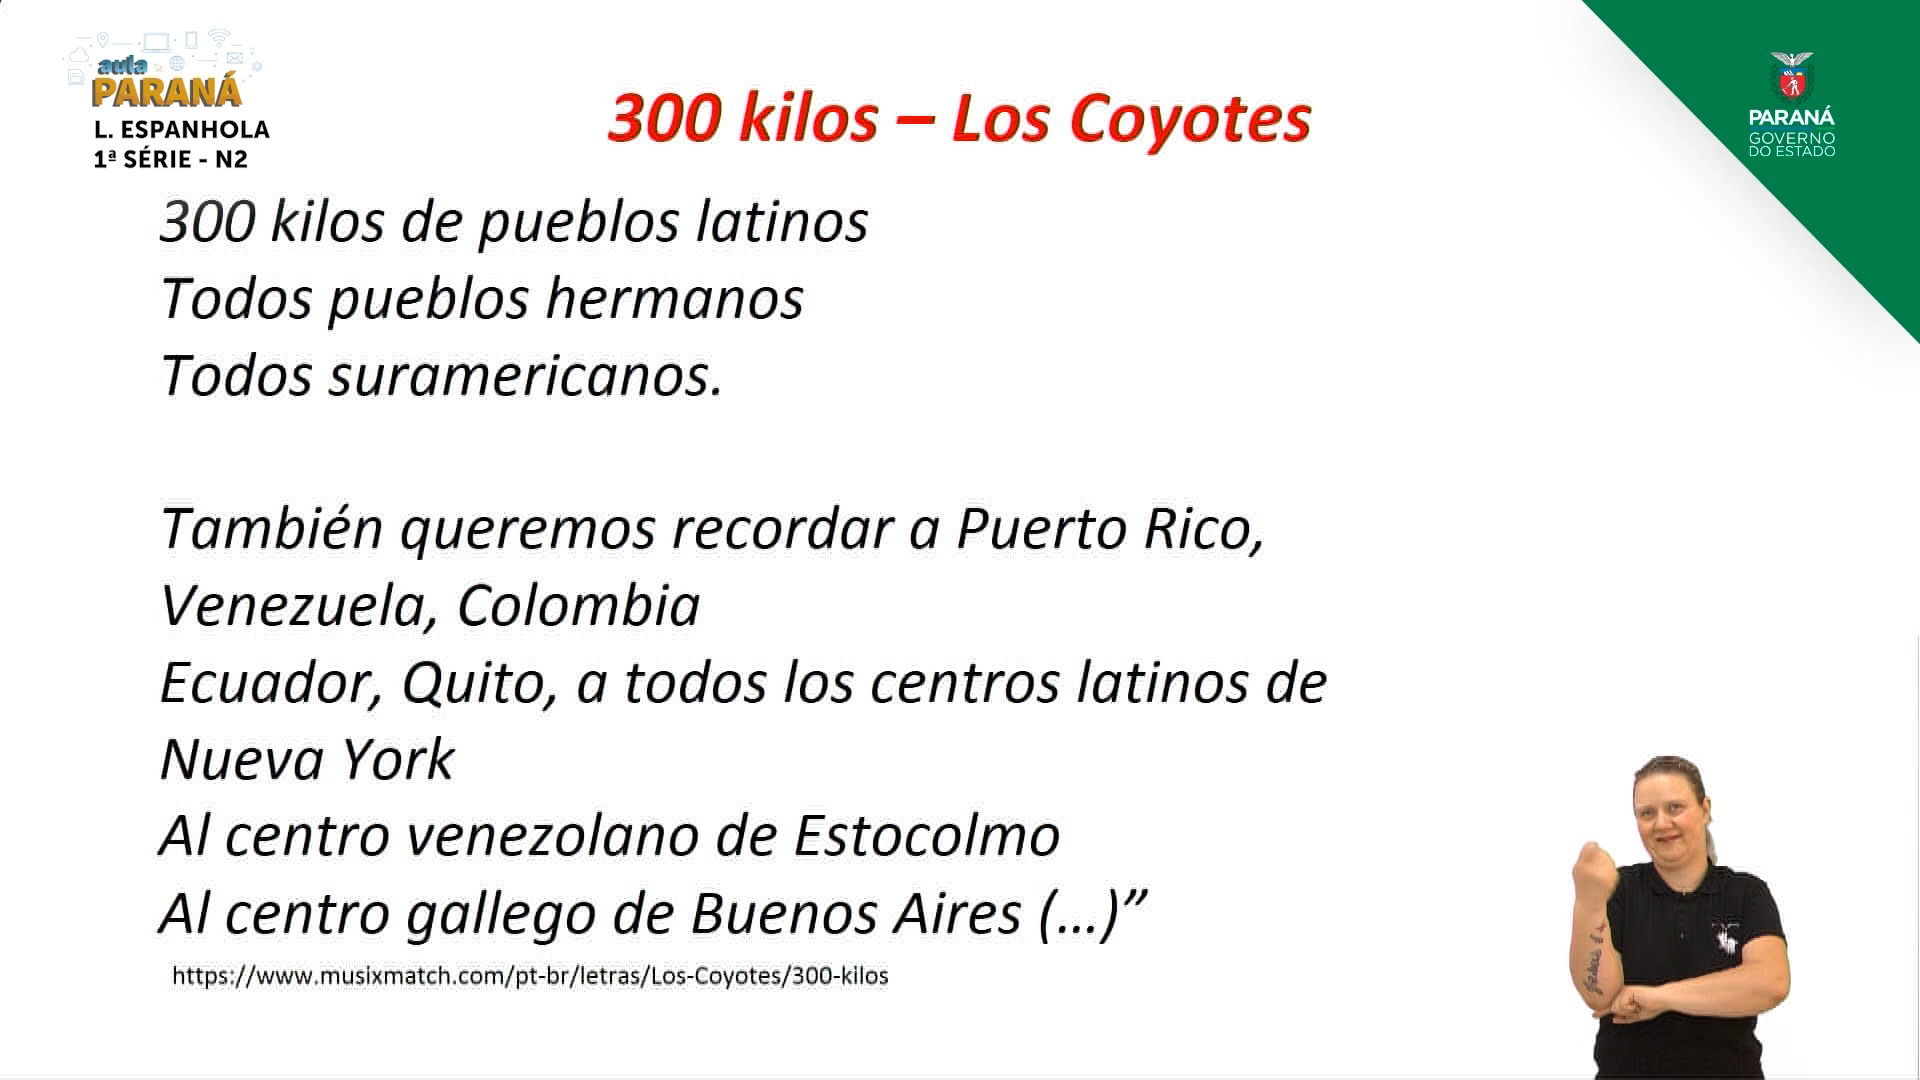 aula
PARANÁ
L. ESPANHOLA
1ª SÉRIE - N2
300 kilos – Los Coyotes
PARANÁ
GOVERNO
DO ESTADO
300 kilos de pueblos latinos
Todos pueblos hermanos
Todos suramericanos.
También queremos recordar a Puerto Rico,
Venezuela, Colombia
Ecuador, Quito, a todos los centros latinos de
Nueva York
Al centro venezolano de Estocolmo
Al centro gallego de Buenos Aires (...)”
https://www.musixmatch.com/pt-br/letras/Los-Coyotes/300-kilos